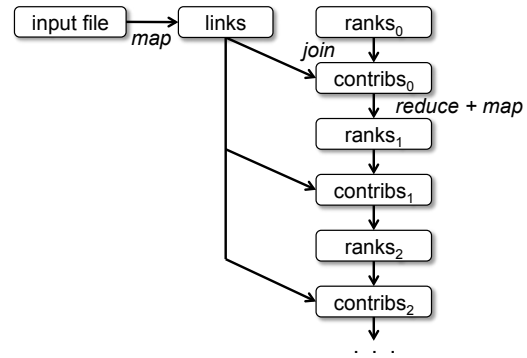 input file
map
links
ranks₀
join
contribs₀
reduce + map
ranks₁
contribs₁
ranks₂
contribs₂
. . .